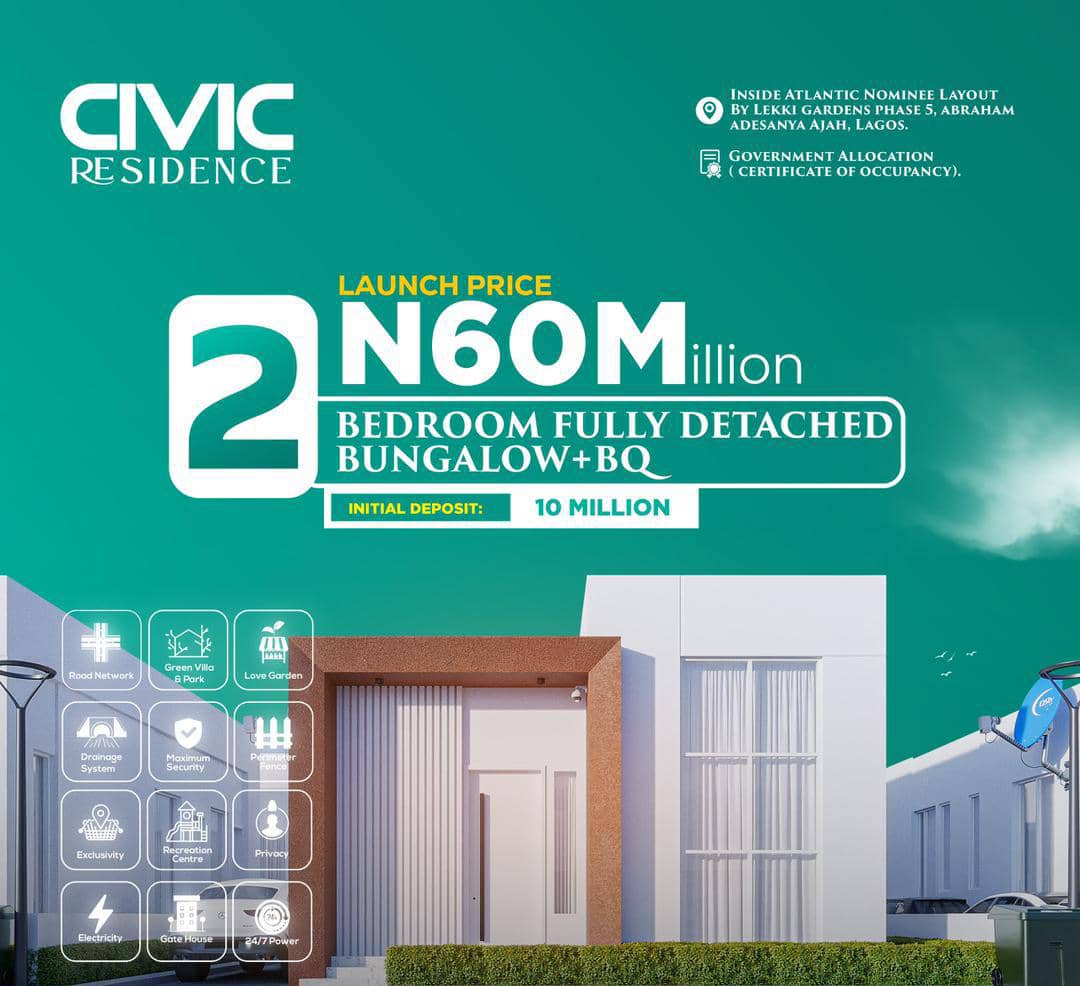 CIVIC
RESIDENCE
INSIDE ATLANTIC NOMINEE LAYOUT
BY LEKKI GARDENS PHASE 5, ABRAHAM
ADESANYA AJAH, LAGOS.
GOVERNMENT ALLOCATION
( CERTIFICATE OF OCCUPANCY).
LAUNCH PRICE
N60Million
2
BEDROOM FULLY DETACHED
BUNGALOW+BQ
INITIAL DEPOSIT: 10 MILLION
Road Network
Green Villa
& Park
Love Garden
Drainage
System
Maximum
Security
Perimeter
Fence
Exclusivity
Recreation
Centre
Privacy
Electricity
Gate House
24/7 Power